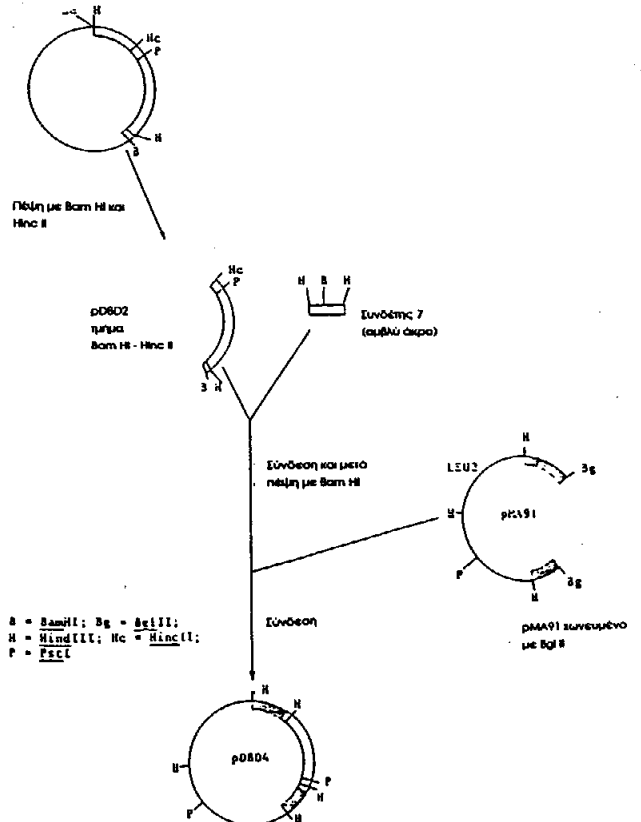 H
Hc
P
H
B
Πέψη με Bam HI και
Hinc II
Hc
P
pDBD2
τμήμα
Bam HI - Hinc II
B H
H B H
Συνδέτης 7
(αμβλύ άκρο)
Σύνδεση και μετά
πέψη με Bam HI
H
LEU2
Bg
H
pMA91
P
Bg
H
pMA91 χωνευμένο
με Bgl II
B = BamHI; Bg = BglII;
H = HindIII; Hc = HincII;
P = PstI
Σύνδεση
H
H
pDBD4
H
P
H
P
H